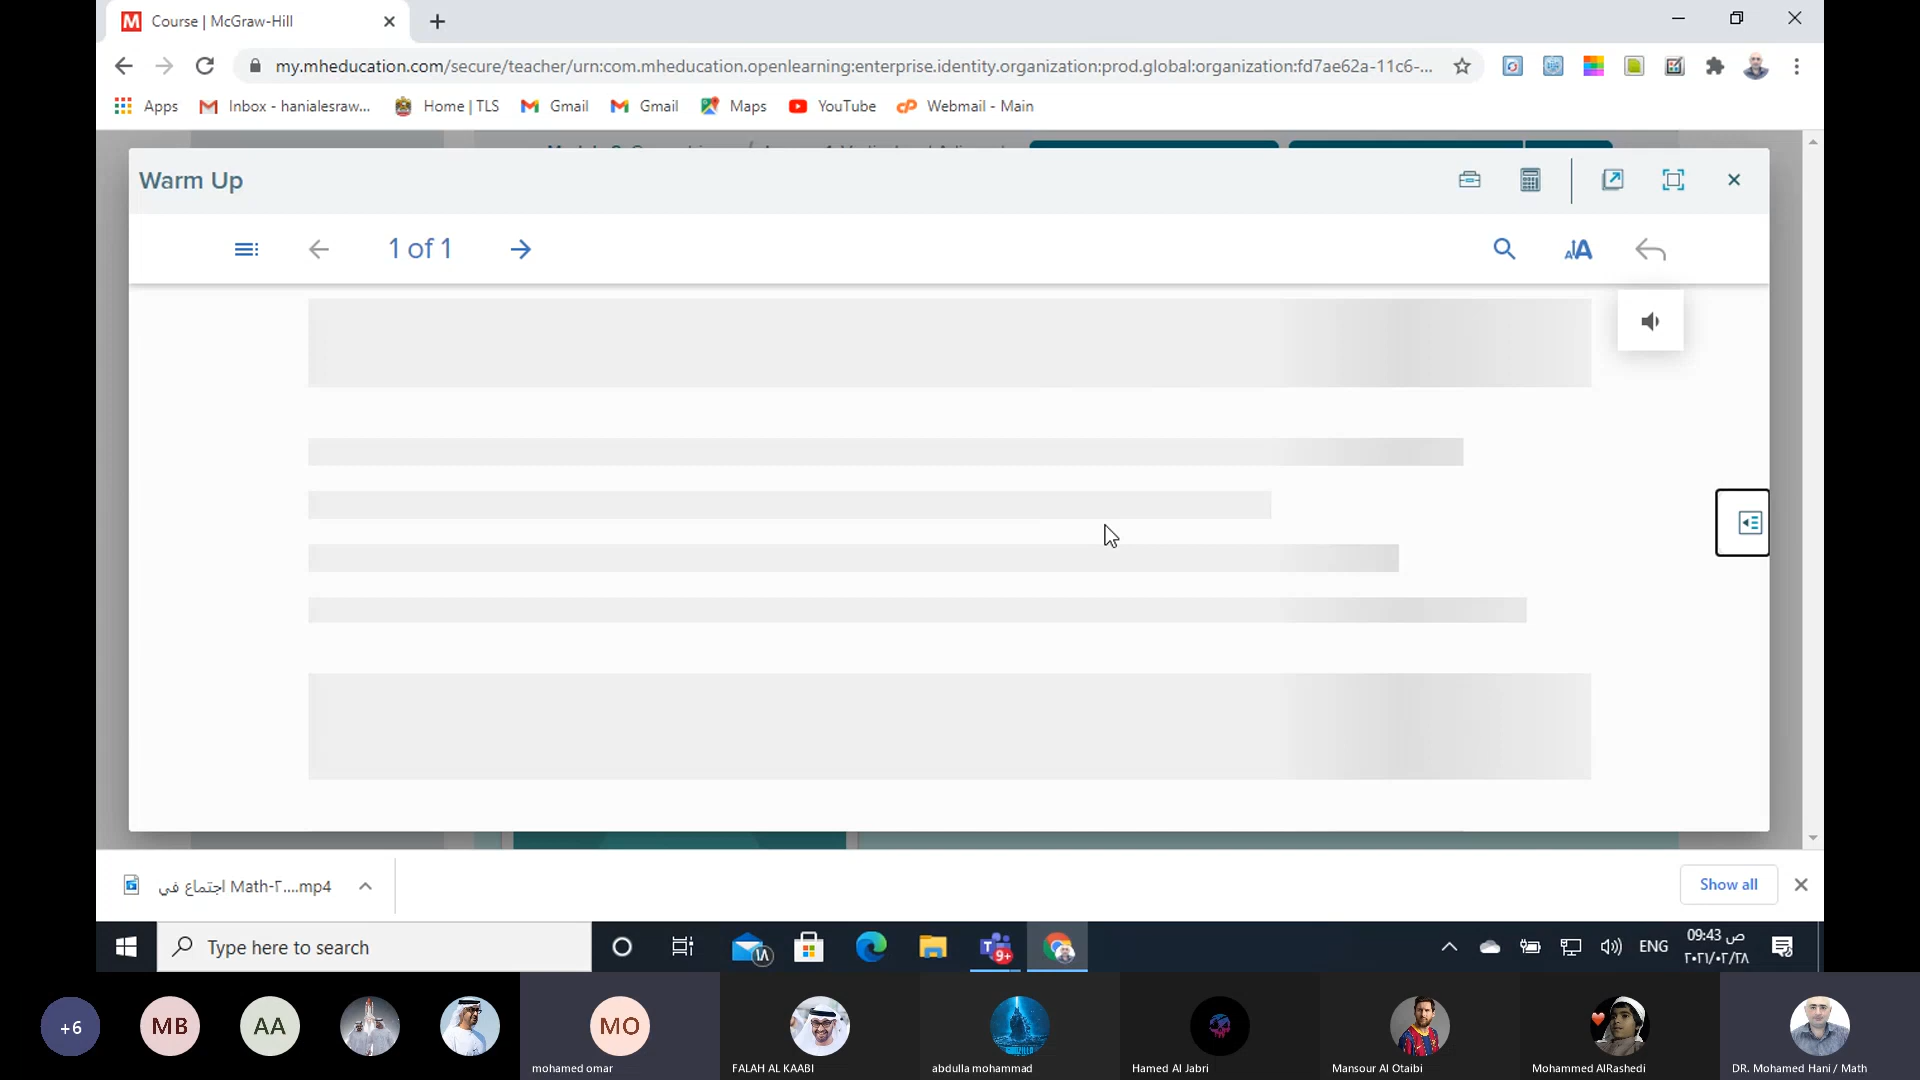 Course | McGraw-Hill
my.mheducation.com/secure/teacher/urn:com.mheducation.openlearning:enterprise.identity.organization:prod.global:organization:fd7ae62a-11c6-...
Apps
Inbox - hanialesraw...
Home | TLS
Gmail
Gmail
Maps
YouTube
Webmail - Main
Warm Up
1 of 1
اجتماع في Math-٢....mp4
Show all
Type here to search
١٨
9+
ENG
09:43 ص
٢٠٢١/٠٢/٢٨
+6
MB
AA
MO
mohamed omar
FALAH AL KAABI
abdulla mohammad
Hamed Al Jabri
Mansour Al Otaibi
Mohammed AlRashedi
DR. Mohamed Hani / Math